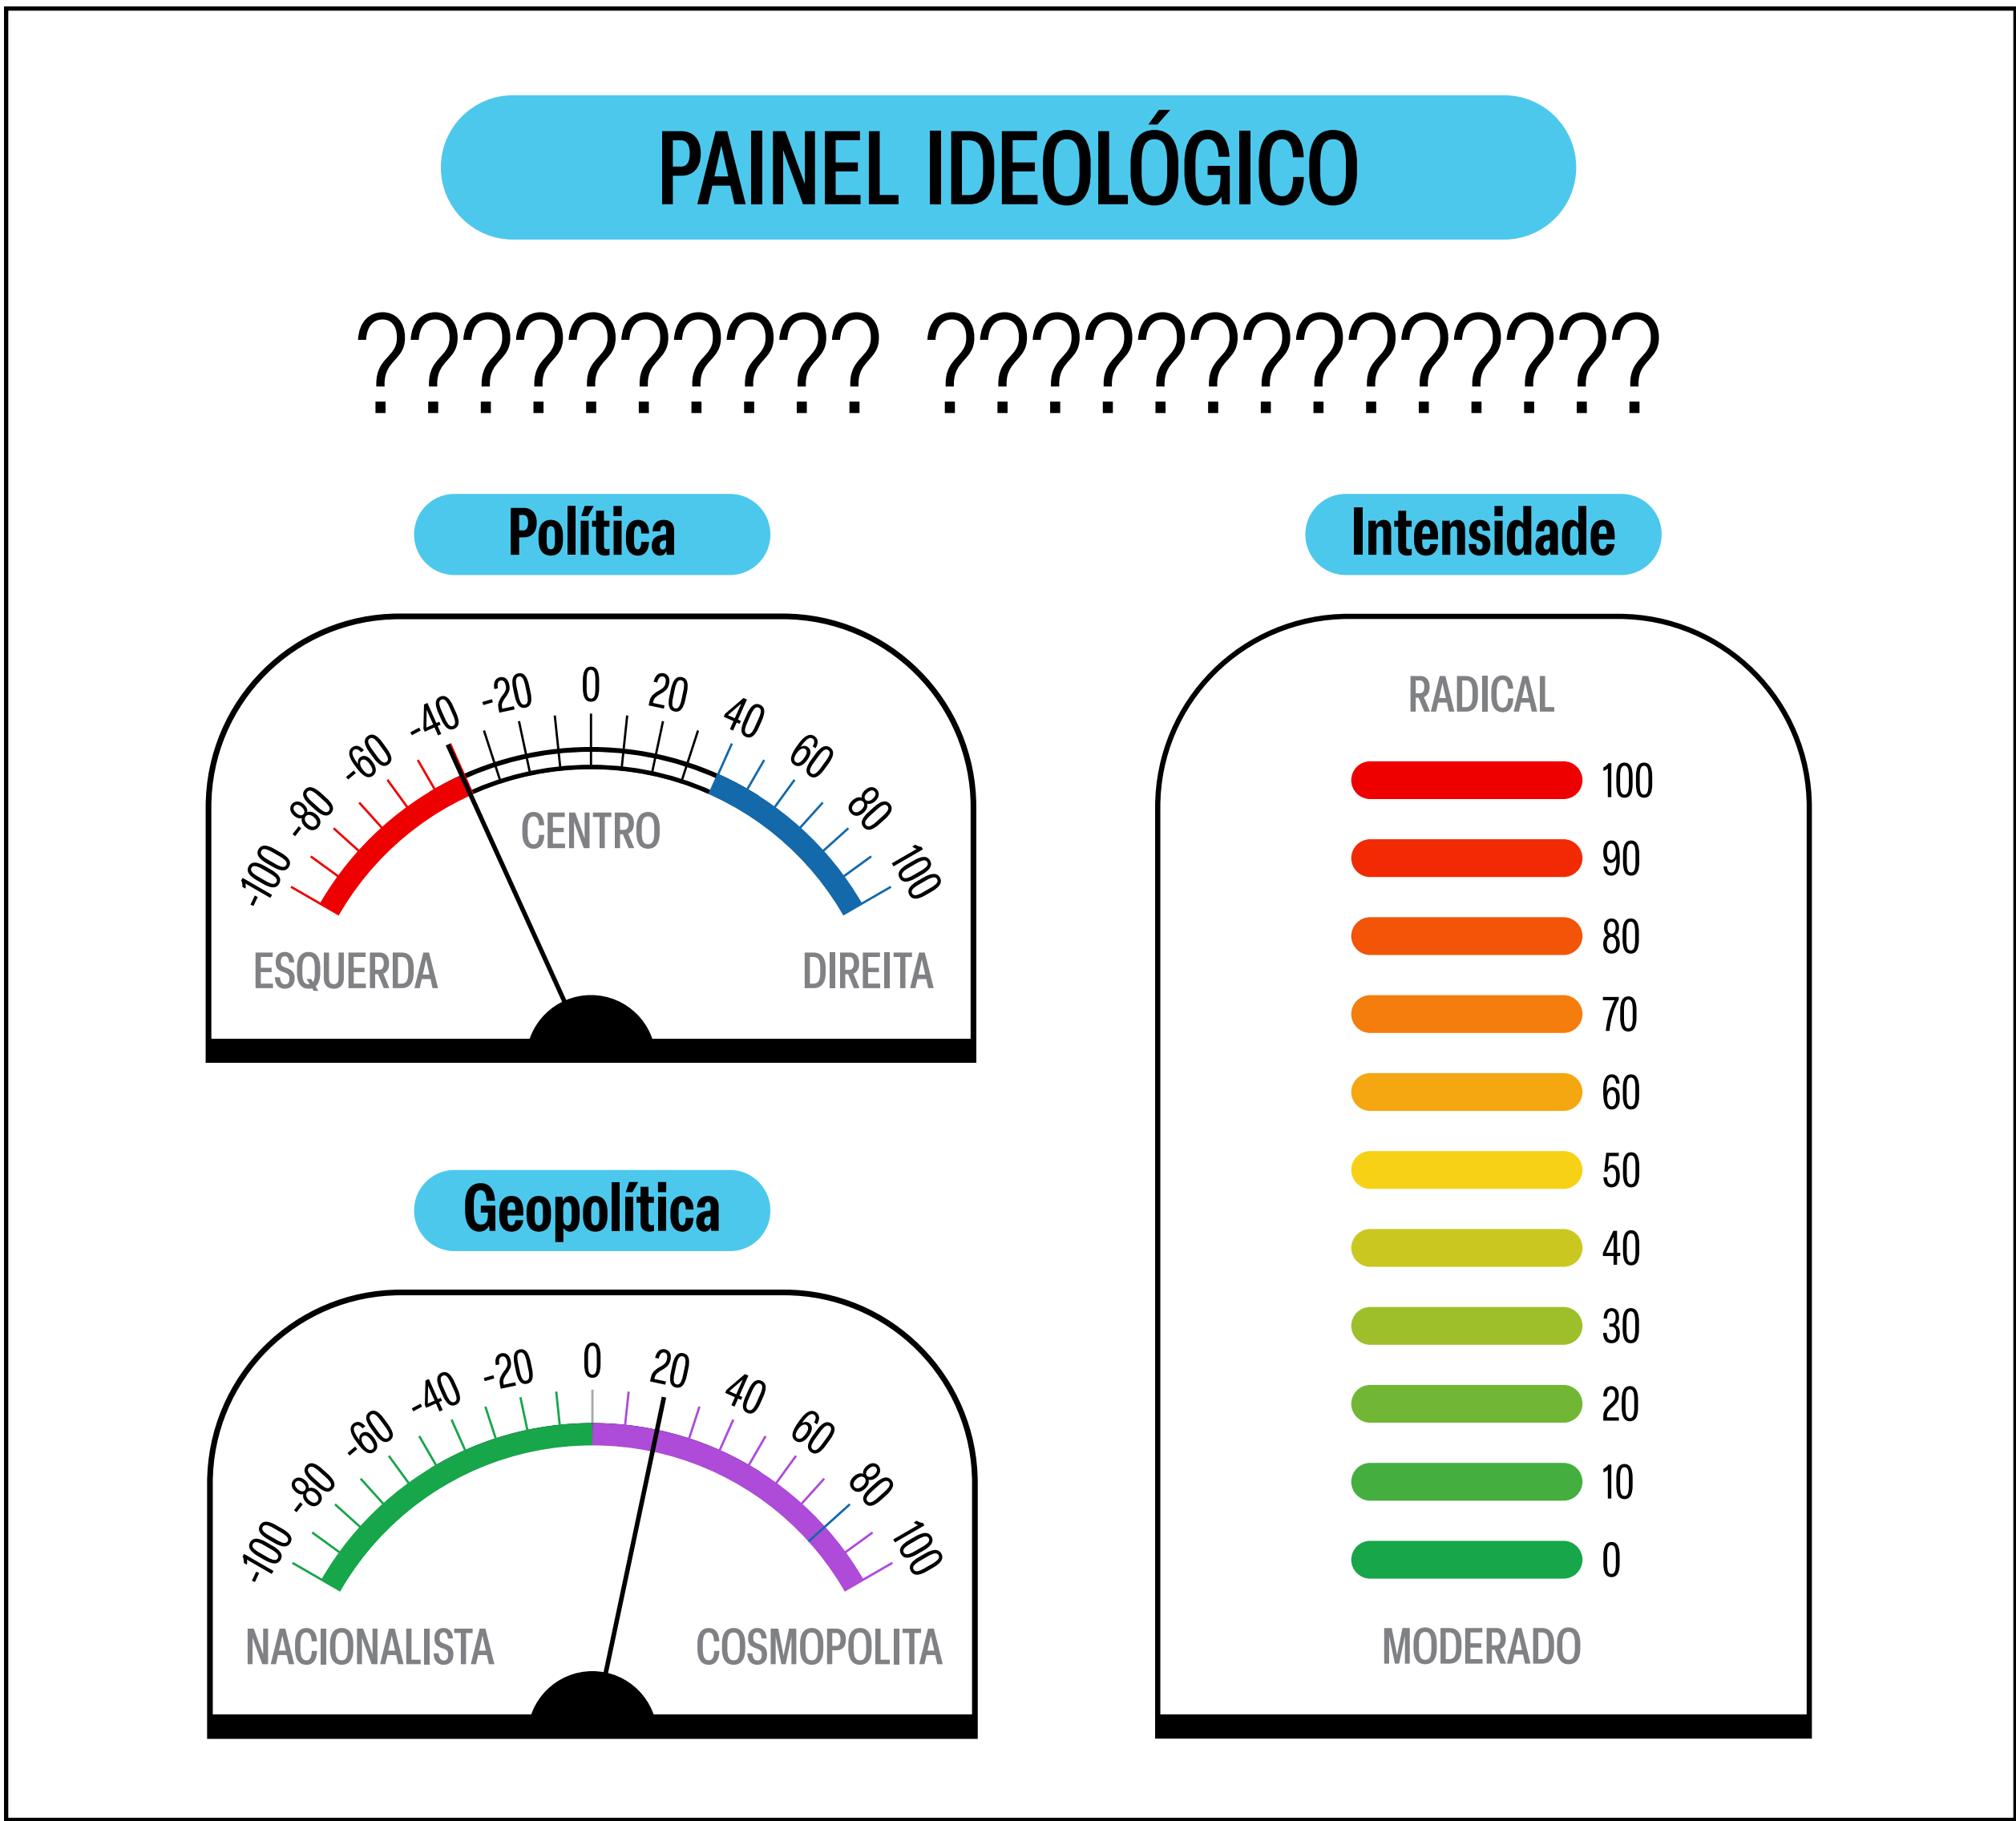 PAINEL IDEOLÓGICO
?????????? ??????????????
Política
-100 -80 -60 -40 -20 0 20 40 60 80 100
CENTRO
ESQUERDA DIREITA
Geopolítica
-100 -80 -60 -40 -20 0 20 40 60 80 100
NACIONALISTA COSMOPOLITA
Intensidade
RADICAL
100
90
80
70
60
50
40
30
20
10
0
MODERADO